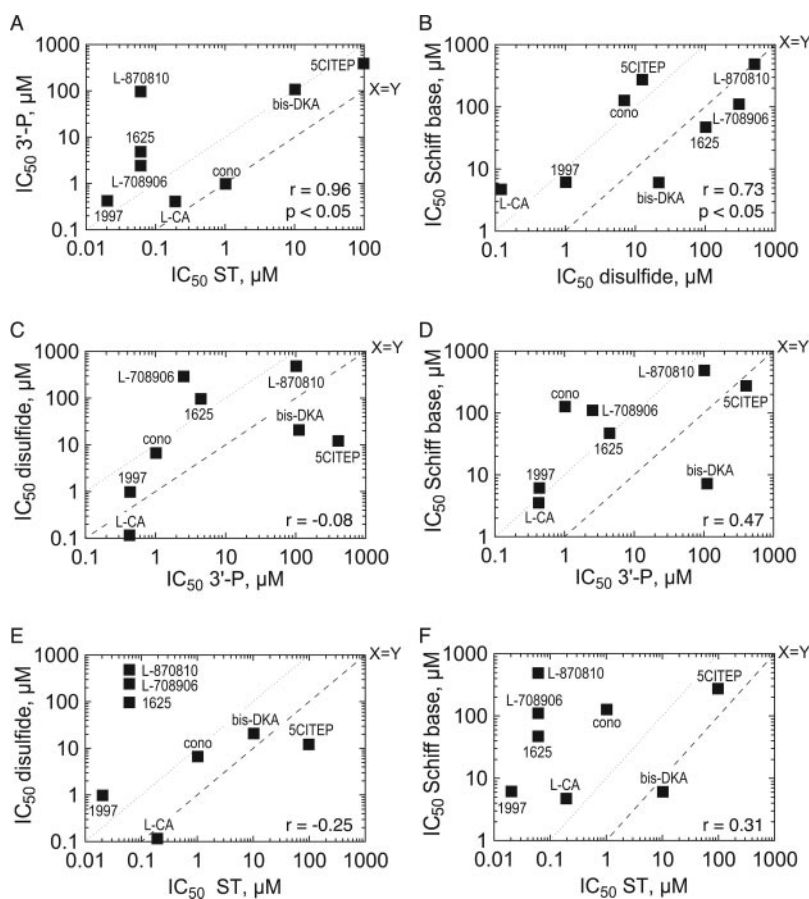 A
IC50 3'-P, µM
1000
100
10
1
0.1
L-870810
1625
L-708906
1997
L-CA
cono
bis-DKA
5CITEP
X=Y
r = 0.96
p < 0.05
0.01 0.1 1 10 100
IC50 ST, µM
B
IC50 Schiff base, µM
1000
100
10
1
5CITEP
cono
L-870810
L-708906
1625
1997
L-CA
bis-DKA
X=Y
r = 0.73
p < 0.05
0.1 1 10 100 1000
IC50 disulfide, µM
C
IC50 disulfide, µM
1000
100
10
1
0.1
L-708906
1625
L-870810
bis-DKA
cono
5CITEP
1997
L-CA
X=Y
r = -0.08
0.1 1 10 100 1000
IC50 3'-P, µM
D
IC50 Schiff base, µM
1000
100
10
1
L-870810
cono
L-708906
5CITEP
1625
1997
bis-DKA
L-CA
X=Y
r = 0.47
0.1 1 10 100 1000
IC50 3'-P, µM
E
IC50 disulfide, µM
1000
100
10
1
0.1
L-870810
L-708906
1625
bis-DKA
cono
5CITEP
1997
L-CA
X=Y
r = -0.25
0.01 0.1 1 10 100 1000
IC50 ST, µM
F
IC50 Schiff base, µM
1000
100
10
1
L-870810
5CITEP
L-708906
cono
1625
L-CA
bis-DKA
1997
X=Y
r = 0.31
0.01 0.1 1 10 100 1000
IC50 ST, µM